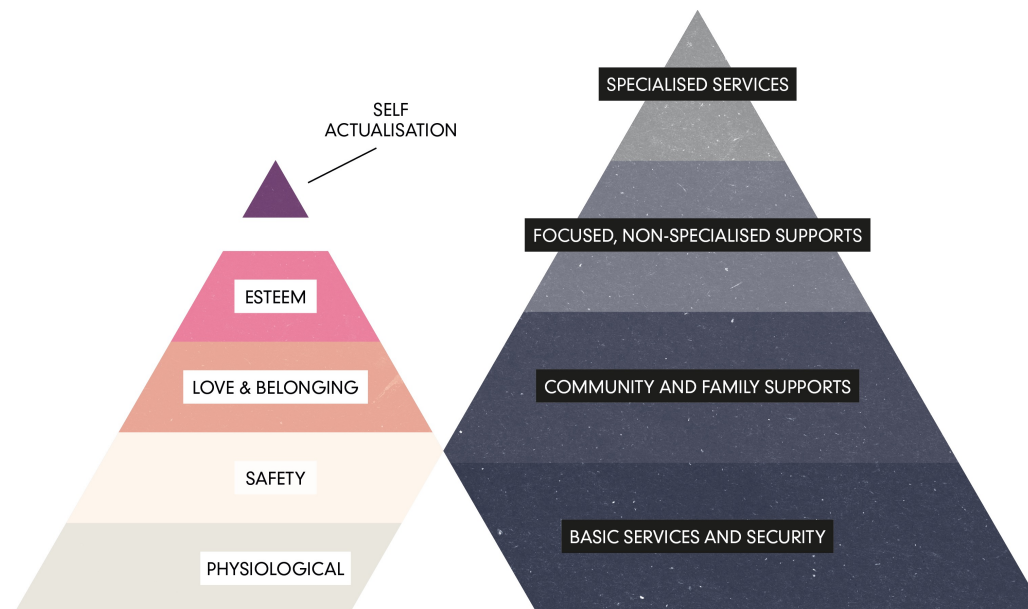 SELF
ACTUALISATION
ESTEEM
LOVE & BELONGING
SAFETY
PHYSIOLOGICAL
SPECIALISED SERVICES
FOCUSED, NON-SPECIALISED SUPPORTS
COMMUNITY AND FAMILY SUPPORTS
BASIC SERVICES AND SECURITY